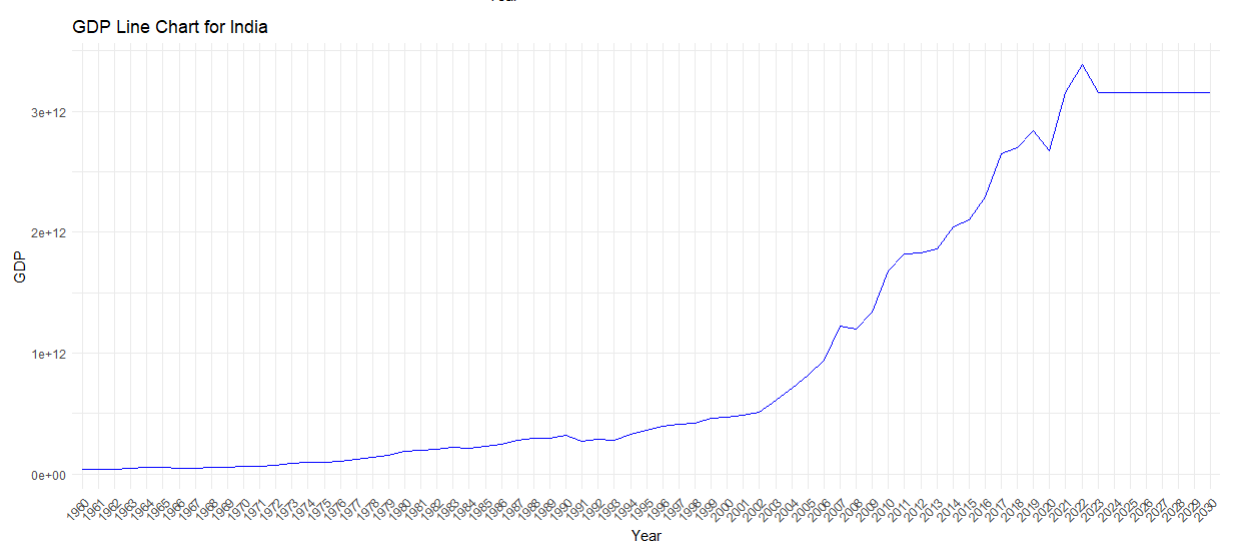 Year
GDP Line Chart for India
3e+12
2e+12
1e+12
0e+00
GDP
1960 1961 1962 1963 1964 1965 1966 1967 1968 1969 1970 1971 1972 1973 1974 1975 1976 1977 1978 1979 1980 1981 1982 1983 1984 1985 1986 1987 1988 1989 1990 1991 1992 1993 1994 1995 1996 1997 1998 1999 2000 2001 2002 2003 2004 2005 2006 2007 2008 2009 2010 2011 2012 2013 2014 2015 2016 2017 2018 2019 2020 2021 2022 2023 2024 2025 2026 2027 2028 2029 2030
Year